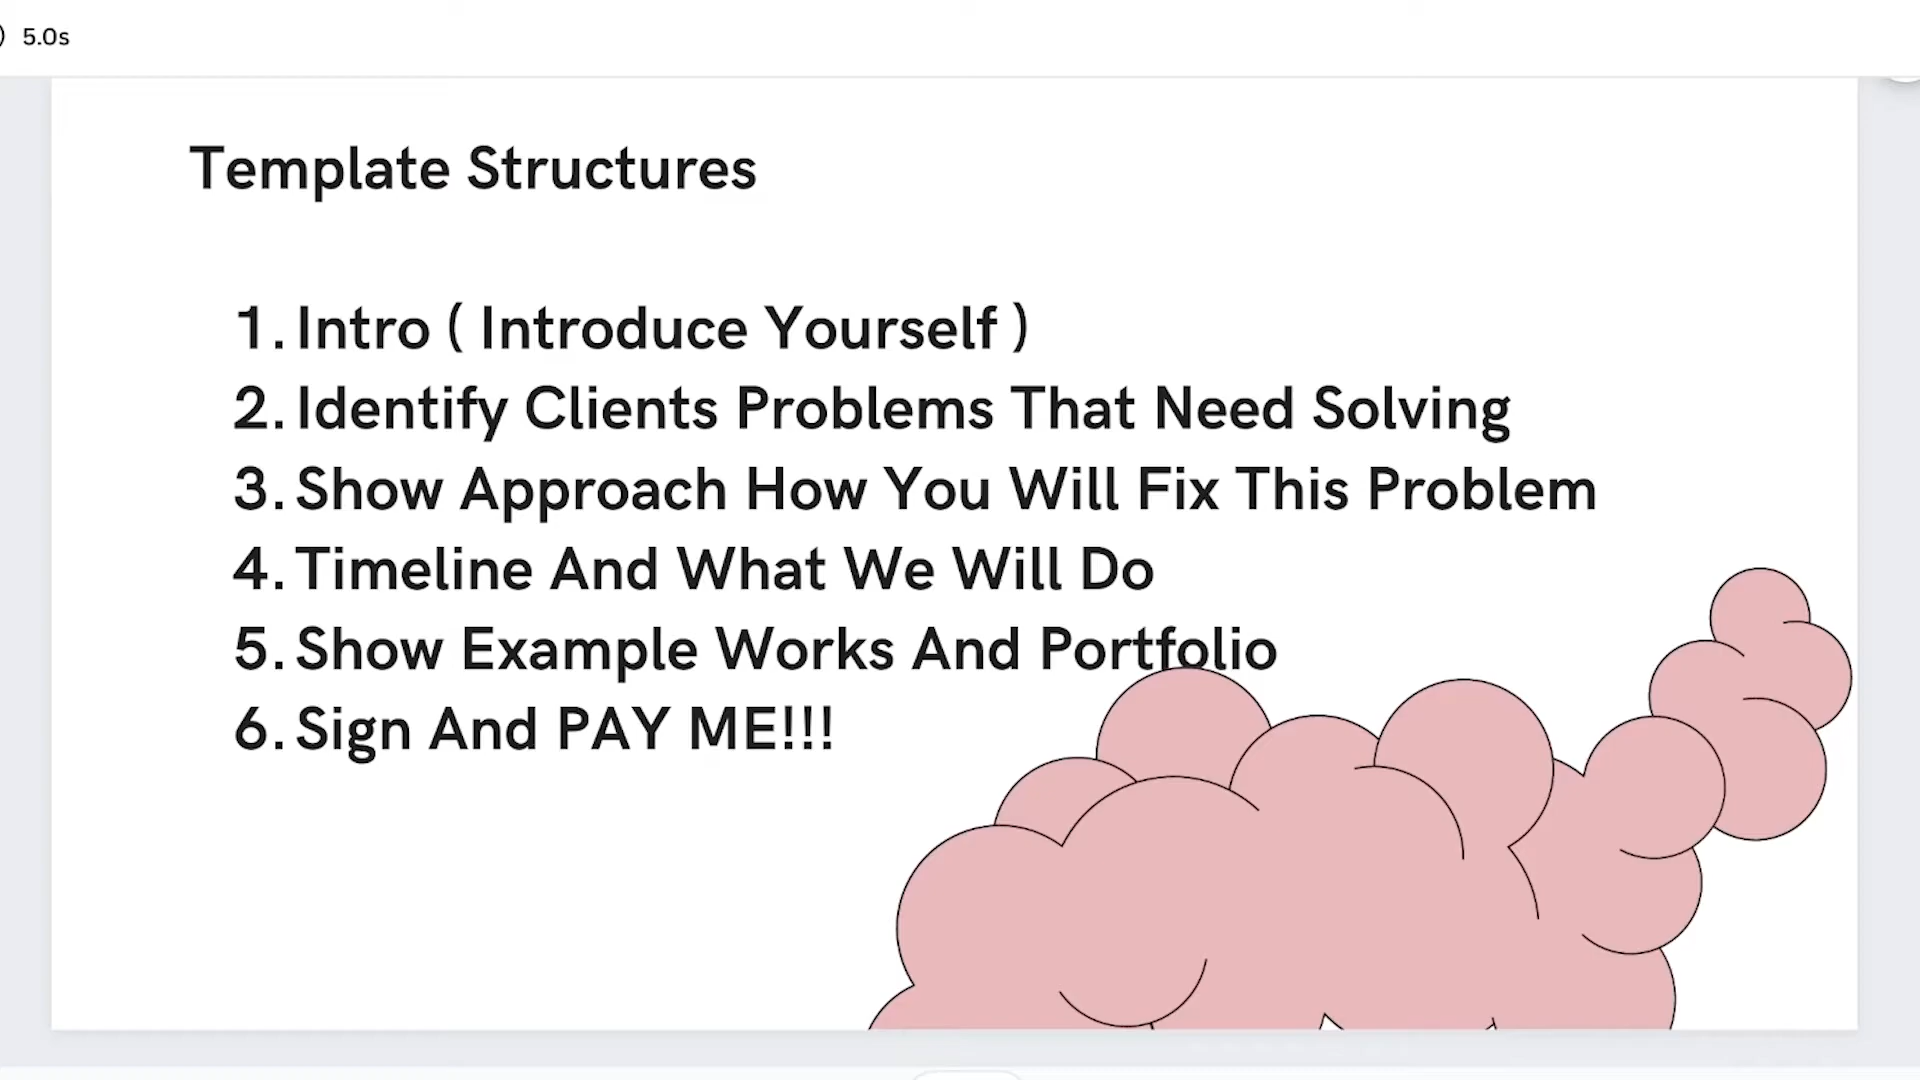 5.0s
Template Structures
1. Intro ( Introduce Yourself )
2. Identify Clients Problems That Need Solving
3. Show Approach How You Will Fix This Problem
4. Timeline And What We Will Do
5. Show Example Works And Portfolio
6. Sign And PAY ME!!!